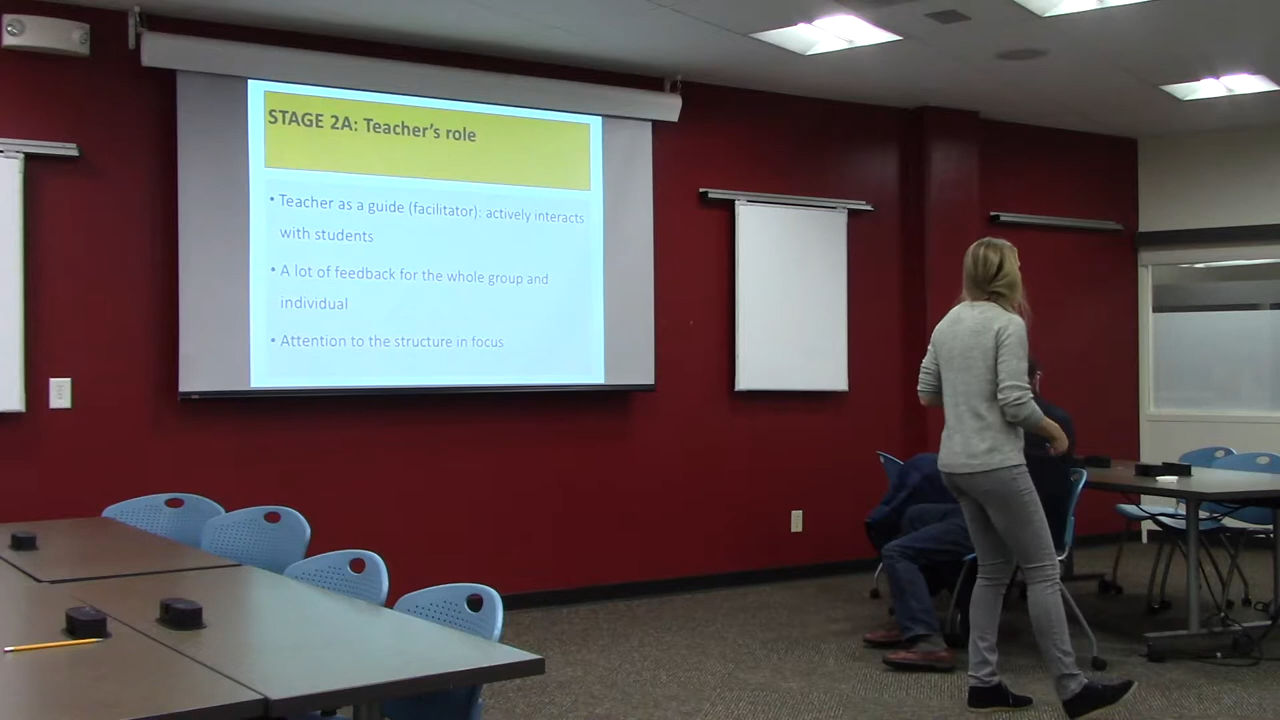 STAGE 2A: Teacher's role
• Teacher as a guide (facilitator): actively interacts
with students
• A lot of feedback for the whole group and
individual
• Attention to the structure in focus